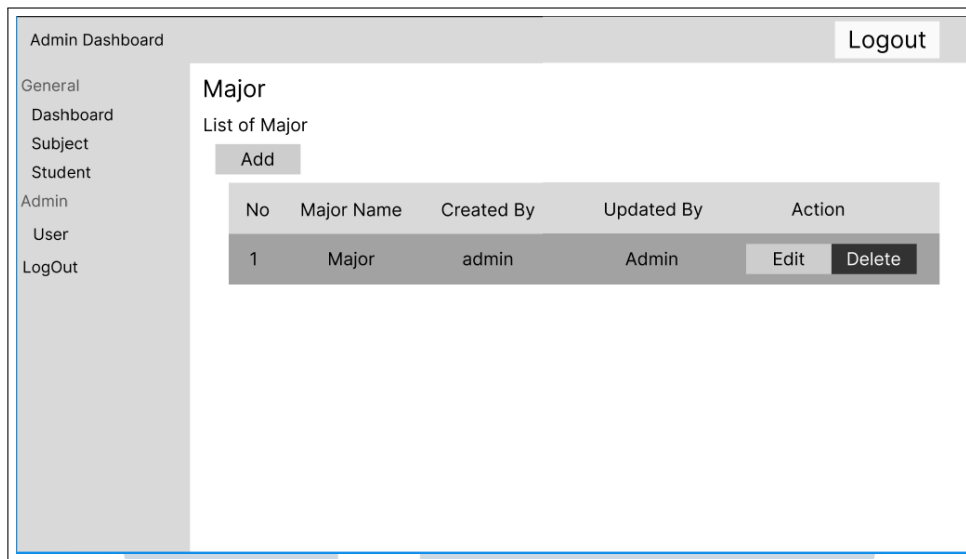 Admin Dashboard
Logout
General
Dashboard
Subject
Student
Admin
User
LogOut
Major
List of Major
Add
No Major Name Created By Updated By Action
1 Major admin Admin Edit Delete